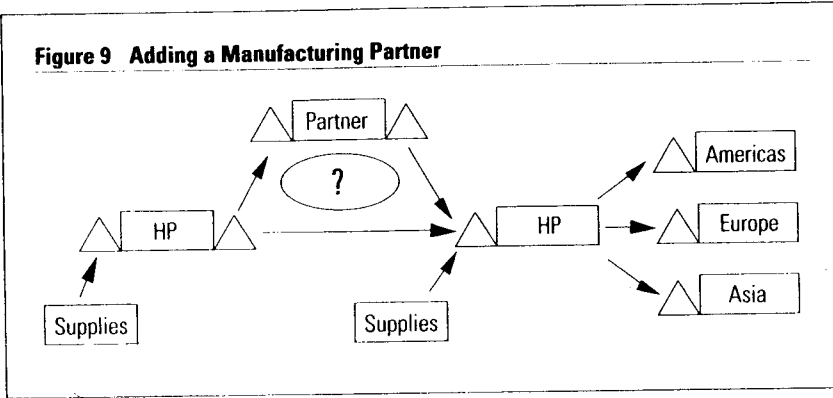 Figure 9 Adding a Manufacturing Partner
Partner
?
Americas
HP
HP
Europe
Supplies
Supplies
Asia